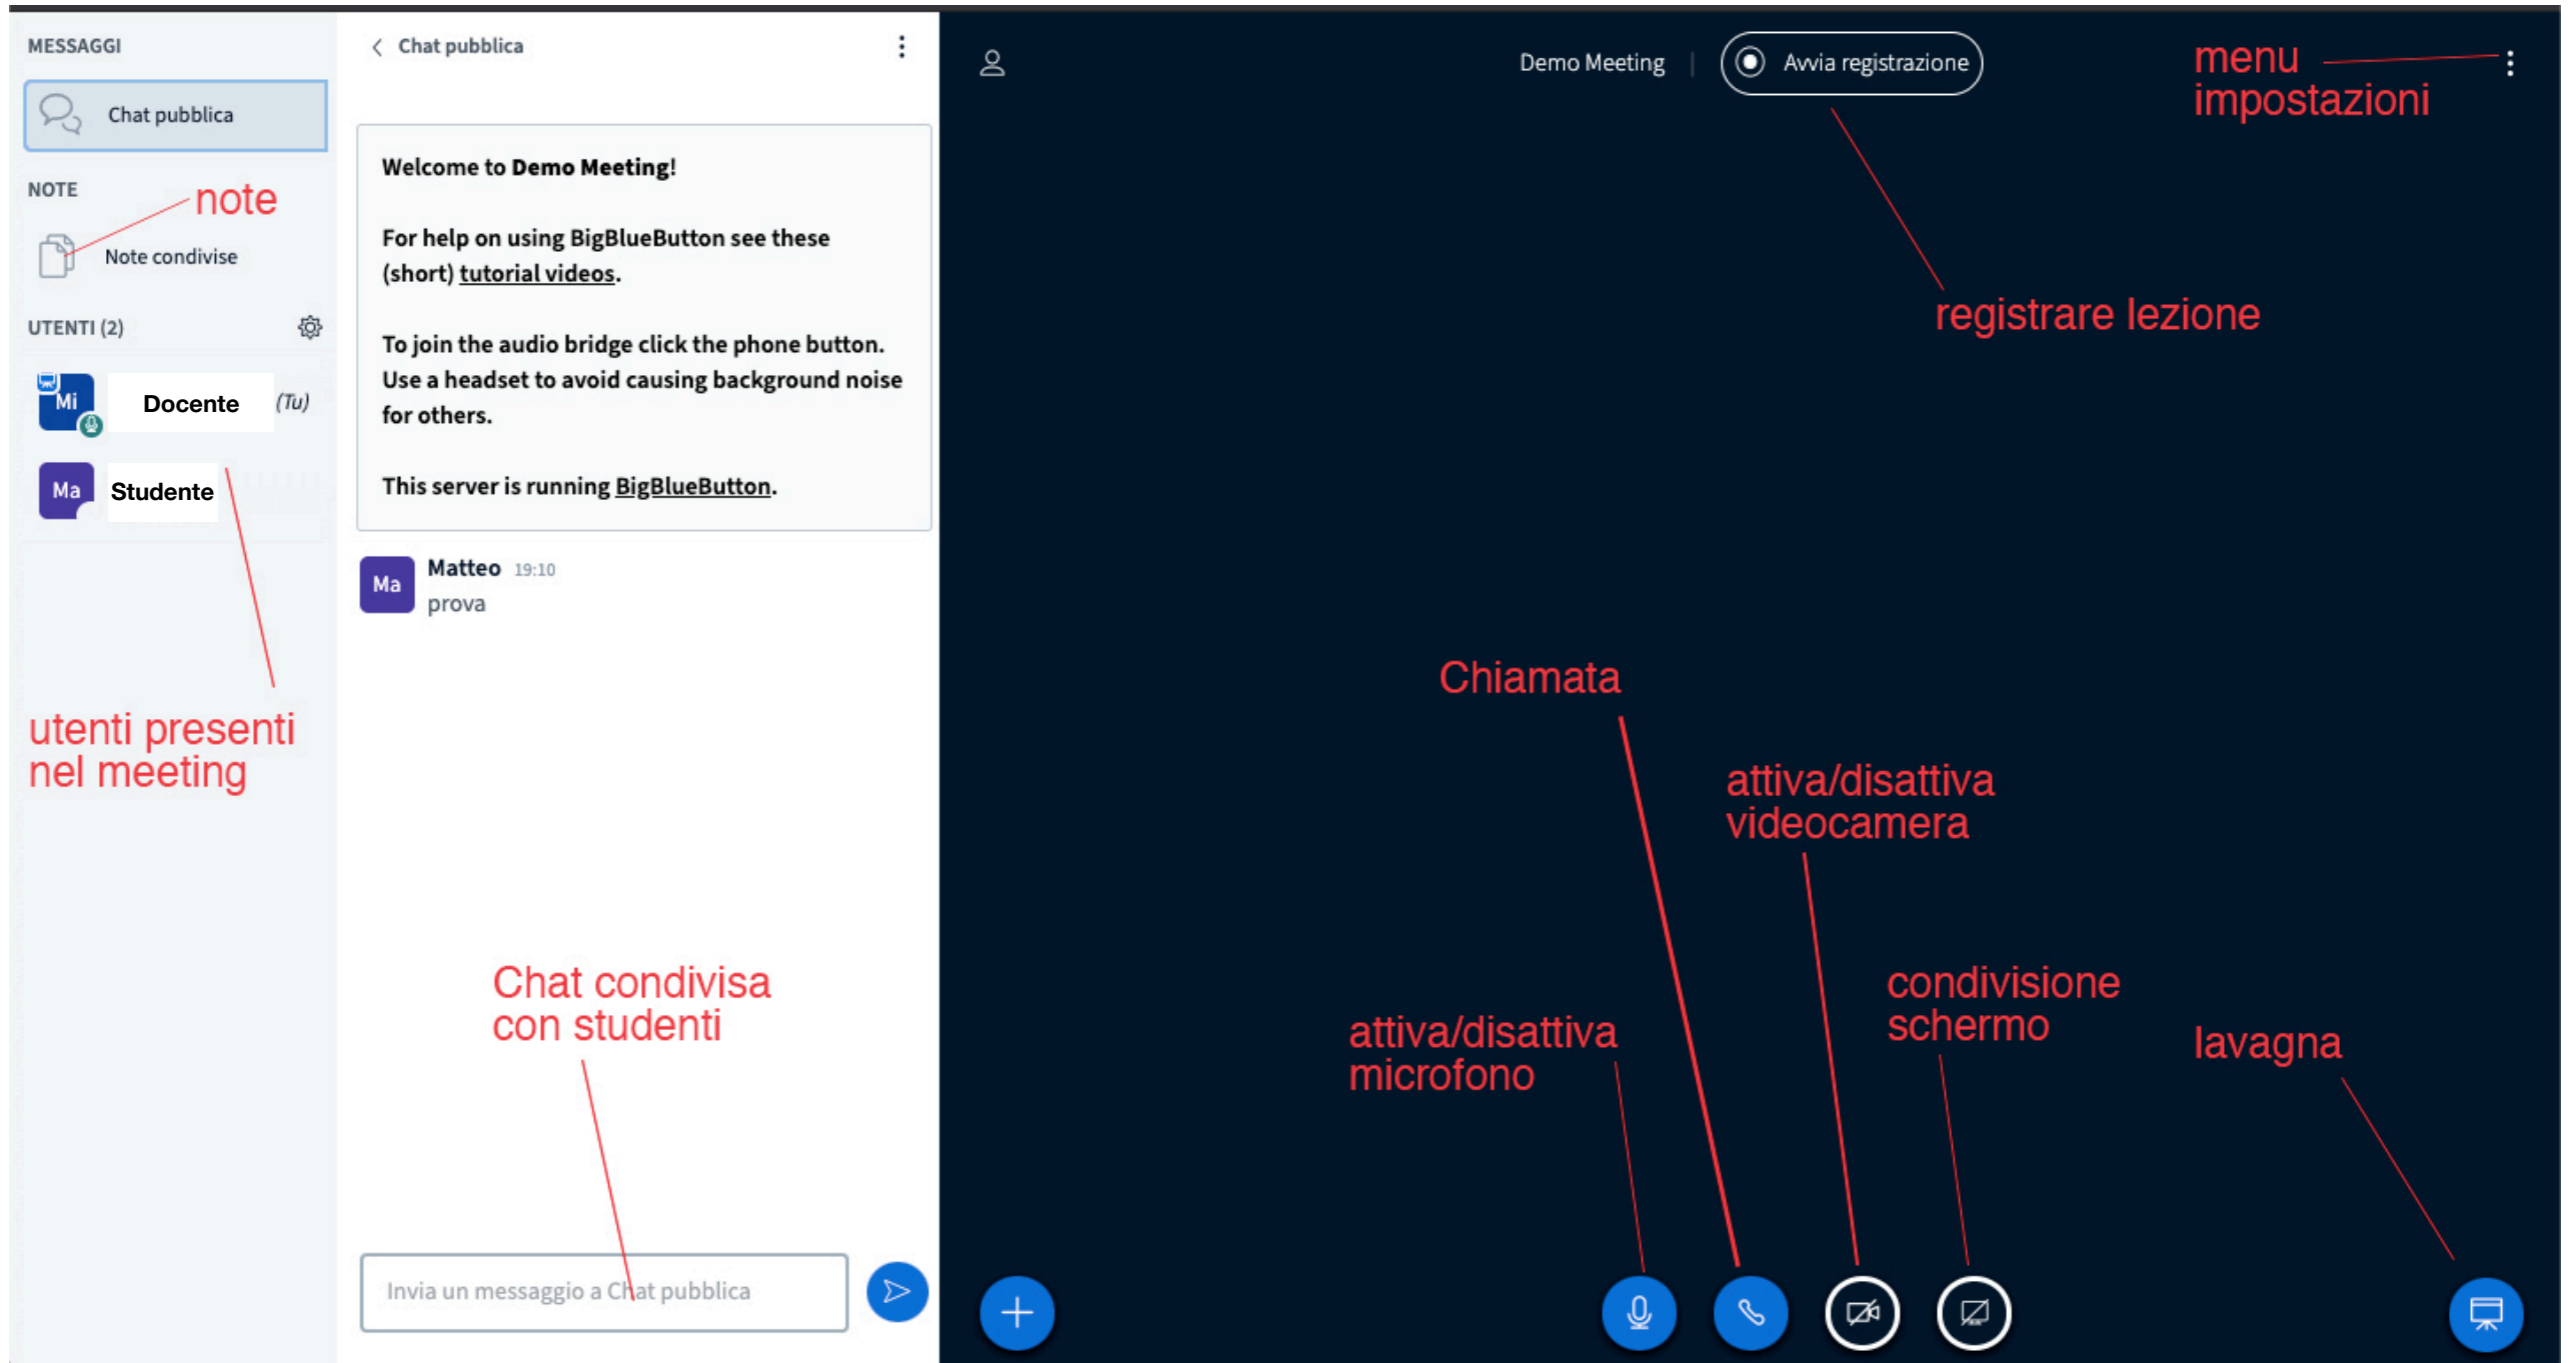 MESSAGGI
Chat pubblica
NOTE
note
Note condivise
UTENTI (2)
Mi
Docente
(Tu)
Ma
Studente
utenti presenti
nel meeting
Chat pubblica
Welcome to Demo Meeting!
For help on using BigBlueButton see these
(short) tutorial videos.
To join the audio bridge click the phone button.
Use a headset to avoid causing background noise
for others.
This server is running BigBlueButton.
Ma
Matteo 19:10
prova
Chat condivisa
con studenti
Invia un messaggio a Chat pubblica
Demo Meeting
Avvia registrazione
menu
impostazioni
registrare lezione
Chiamata
attiva/disattiva
videocamera
condivisione
schermo
attiva/disattiva
microfono
lavagna